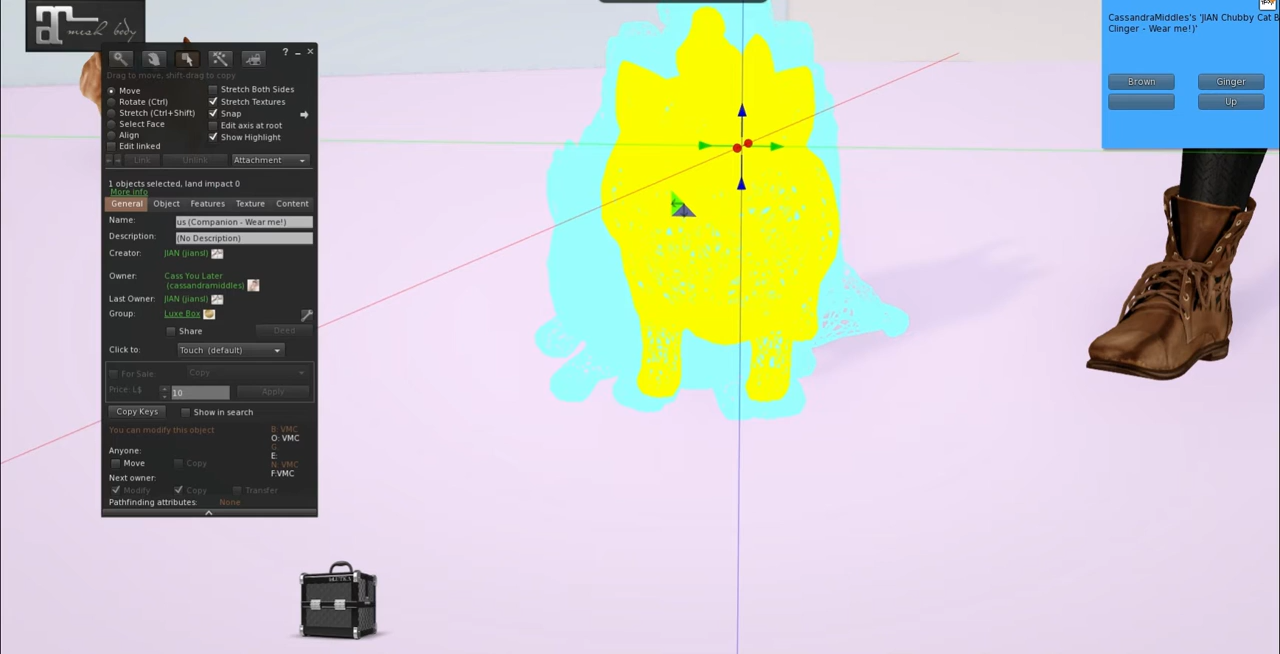 mesh body
CassandraMiddles's 'JIAN Chubby Cat B
Clinger - Wear me!)'
Brown
Ginger
Up
?
Drag to move, shift-drag to copy
Move
Rotate (Ctrl)
Stretch (Ctrl+Shift)
Select Face
Align
Edit linked
Stretch Both Sides
Stretch Textures
Snap
Edit axis at root
Show Highlight
Link
Unlink
Attachment
1 objects selected, land impact 0
More info
General
Object
Features
Texture
Content
Name:
us (Companion - Wear me!)
Description:
(No Description)
Creator:
JIAN (jiansl)
Owner:
Cass You Later
(cassandramiddles)
Last Owner:
JIAN (jiansl)
Group:
Luxe Box
Share
Deed
Click to:
Touch (default)
For Sale:
Copy
Price: L$
10
Apply
Copy Keys
Show in search
You can modify this object
B: VMC
O: VMC
G:
E:
N: VMC
F:VMC
Anyone:
Move
Copy
Next owner:
Modify
Copy
Transfer
Pathfinding attributes:
None